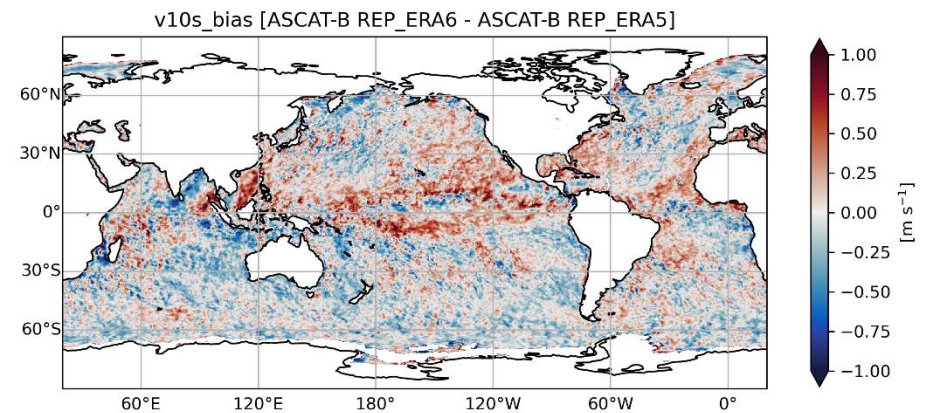 v10s_bias [ASCAT-B REP_ERA6 - ASCAT-B REP_ERA5]
60°N
30°N
0°
30°S
60°S
60°E
120°E
180°
120°W
60°W
0°
1.00
0.75
0.50
0.25
0.00
−0.25
−0.50
−0.75
−1.00
[m s⁻¹]